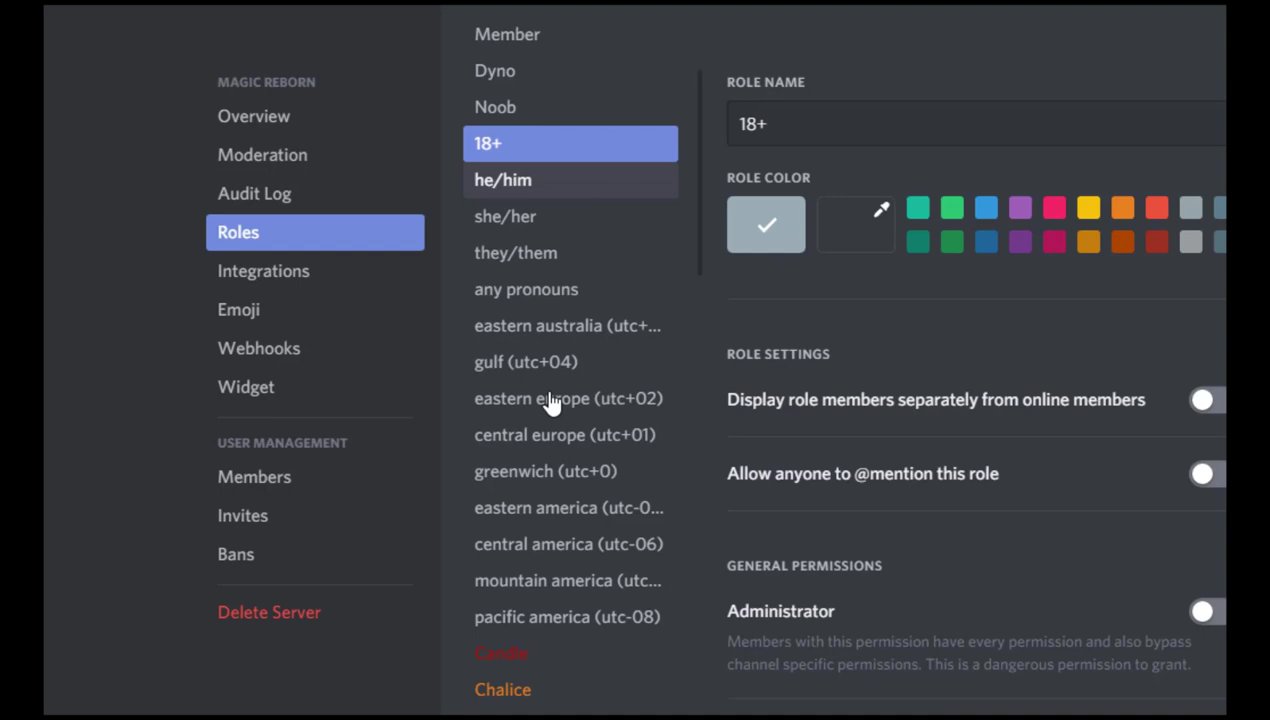 MAGIC REBORN
Overview
Moderation
Audit Log
Roles
Integrations
Emoji
Webhooks
Widget
USER MANAGEMENT
Members
Invites
Bans
Delete Server
Member
Dyno
Noob
18+
he/him
she/her
they/them
any pronouns
eastern australia (utc+...
gulf (utc+04)
eastern europe (utc+02)
central europe (utc+01)
greenwich (utc+0)
eastern america (utc-0...
central america (utc-06)
mountain america (utc...
pacific america (utc-08)
Candle
Chalice
ROLE NAME
18+
ROLE COLOR
ROLE SETTINGS
Display role members separately from online members
Allow anyone to @mention this role
GENERAL PERMISSIONS
Administrator
Members with this permission have every permission and also bypass
channel specific permissions. This is a dangerous permission to grant.